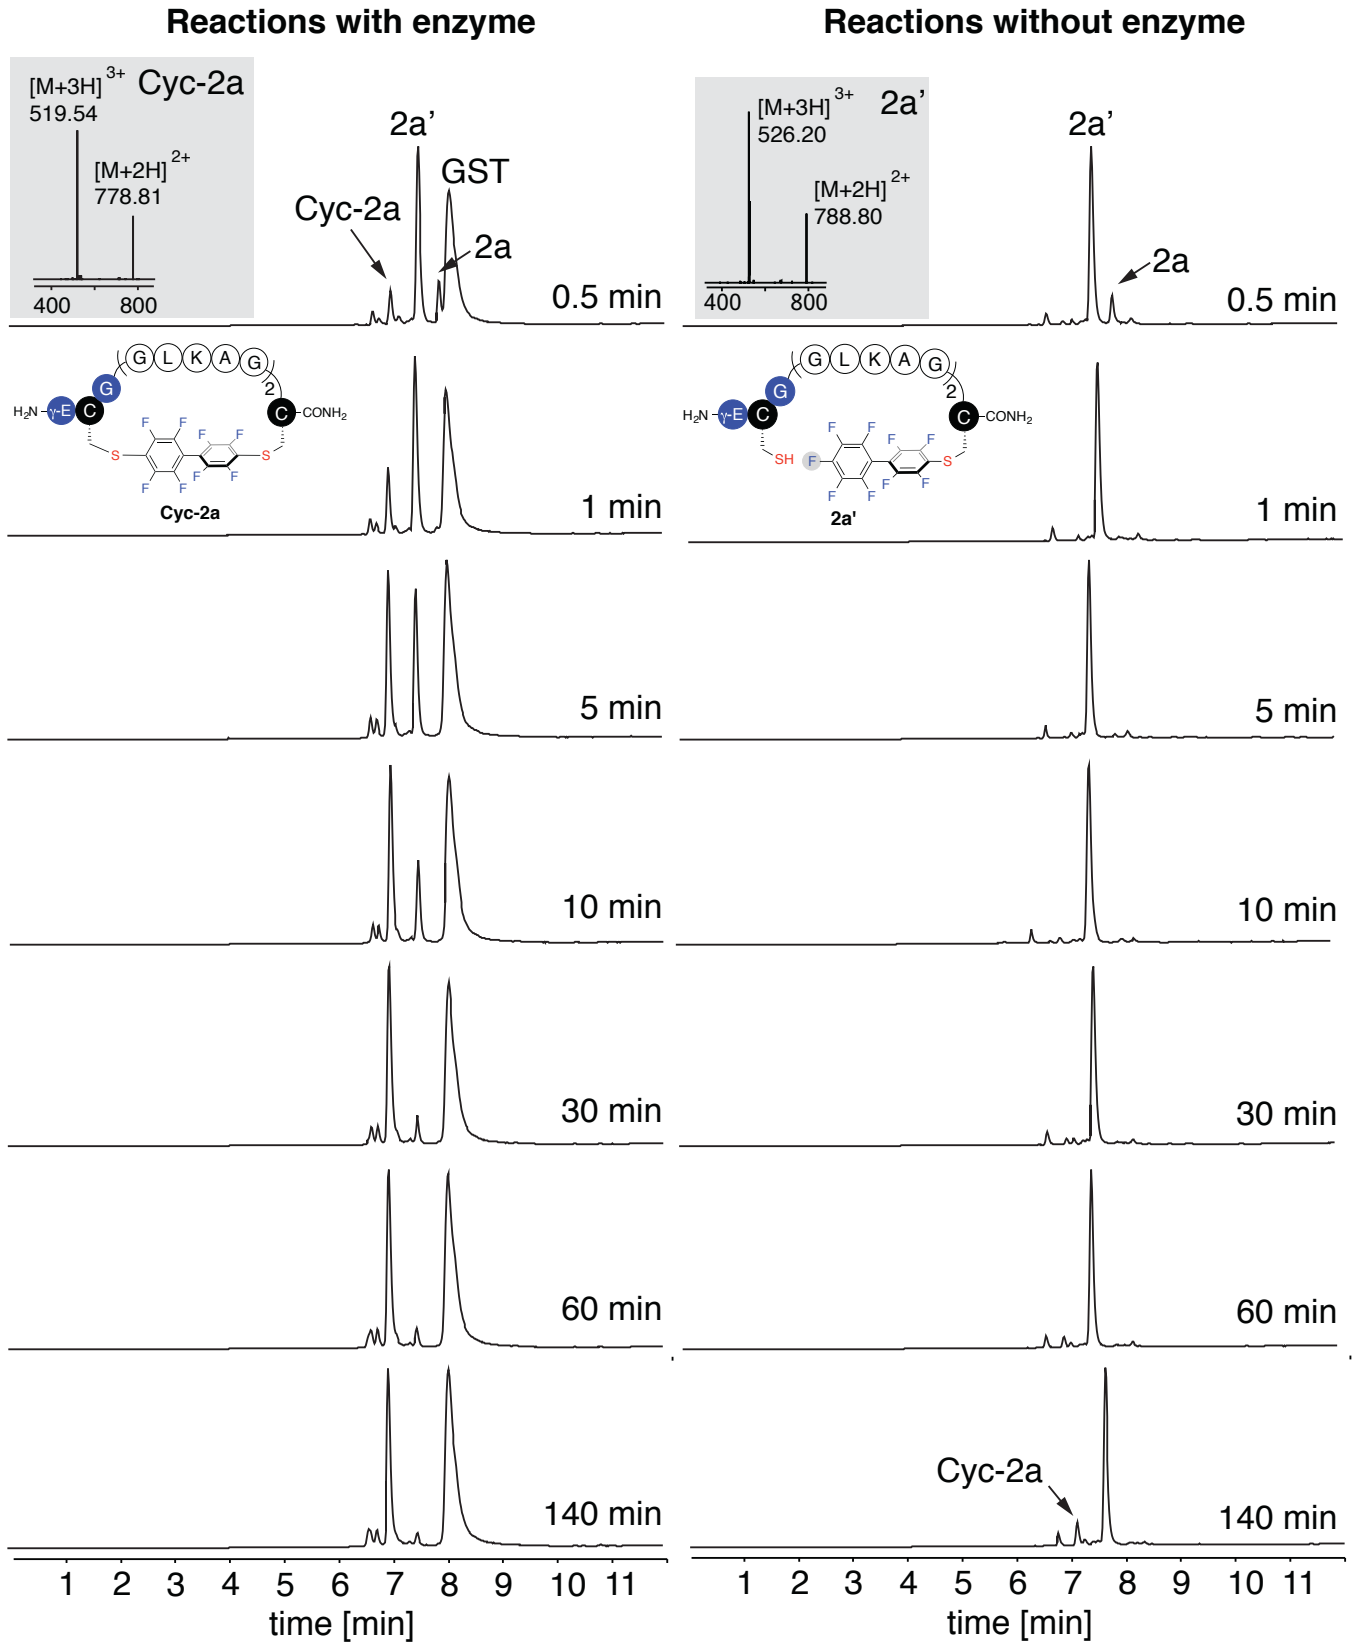 Reactions with enzyme
Reactions without enzyme
[M+3H] 3+ Cyc-2a
519.54
[M+2H] 2+
778.81
400 800
2a’
GST
Cyc-2a
2a
0.5 min
[M+3H] 3+ 2a’
526.20
[M+2H] 2+
788.80
400 800
2a’
2a
0.5 min
G L K A G 2
H2N γ-E C G C CONH2
F F F F
S S
F F F F
Cyc-2a
1 min
G L K A G 2
H2N γ-E C G C CONH2
F F F F
SH F S
F F F F
2a'
1 min
5 min
5 min
10 min
10 min
30 min
30 min
60 min
60 min
140 min
Cyc-2a
140 min
1 2 3 4 5 6 7 8 9 10 11
time [min]
1 2 3 4 5 6 7 8 9 10 11
time [min]